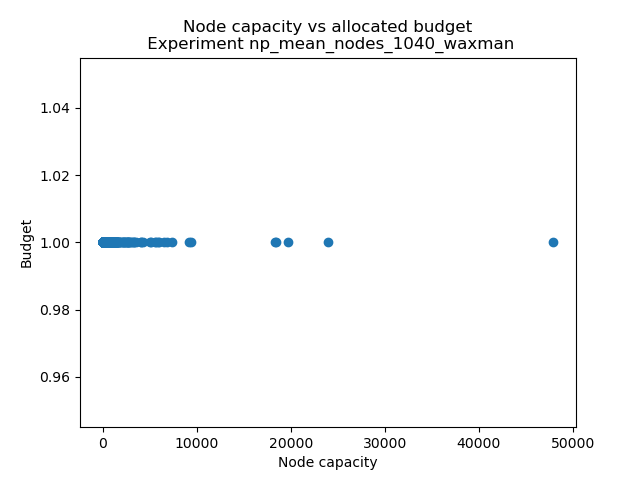 Node capacity vs allocated budget
Experiment np_mean_nodes_1040_waxman
1.04
1.02
1.00
0.98
0.96
Budget
0 10000 20000 30000 40000 50000
Node capacity